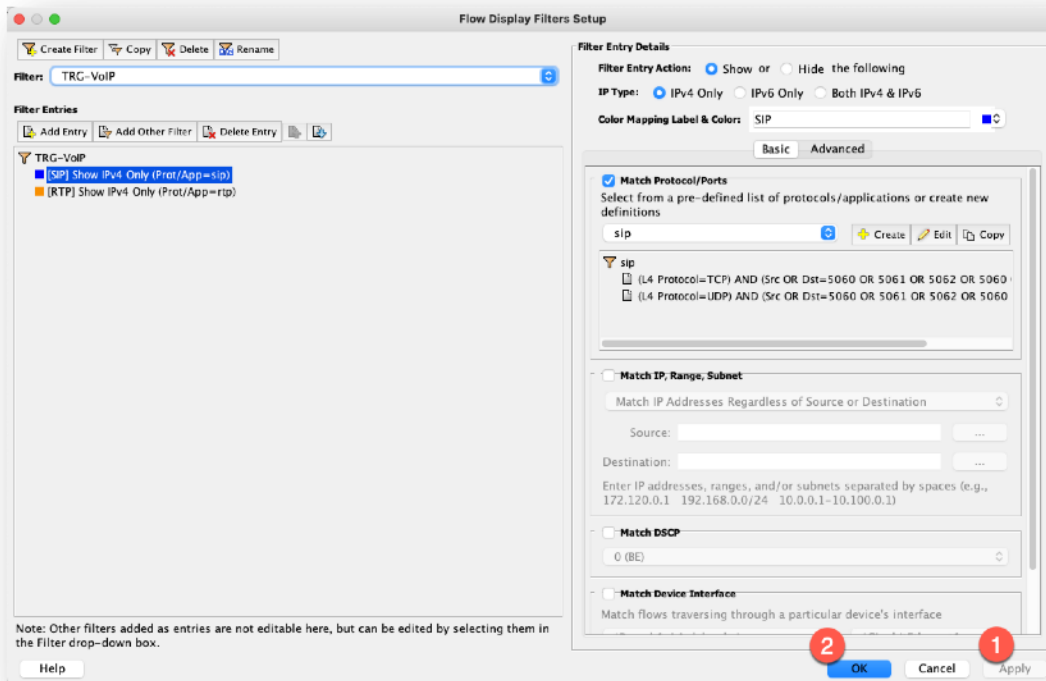 Flow Display Filters Setup
Create Filter Copy Delete Rename
Filter: TRG-VoIP
Filter Entries
Add Entry Add Other Filter Delete Entry
TRG-VoIP
[SIP] Show IPv4 Only (Prot/App=sip)
[RTP] Show IPv4 Only (Prot/App=rtp)
Note: Other filters added as entries are not editable here, but can be edited by selecting them in
the Filter drop-down box.
Help
Filter Entry Details
Filter Entry Action: Show or Hide the following
IP Type: IPv4 Only IPv6 Only Both IPv4 & IPv6
Color Mapping Label & Color: SIP
Basic Advanced
Match Protocol/Ports
Select from a pre-defined list of protocols/applications or create new
definitions
sip Create Edit Copy
sip
(L4 Protocol=TCP) AND (Src OR Dst=5060 OR 5061 OR 5062 OR 5060
(L4 Protocol=UDP) AND (Src OR Dst=5060 OR 5061 OR 5062 OR 5060
Match IP, Range, Subnet
Match IP Addresses Regardless of Source or Destination
Source: ...
Destination: ...
Enter IP addresses, ranges, and/or subnets separated by spaces (e.g.,
172.120.0.1 192.168.0.0/24 10.0.0.1-10.100.0.1)
Match DSCP
0 (BE)
Match Device Interface
Match flows traversing through a particular device's interface
2 1
OK Cancel Apply